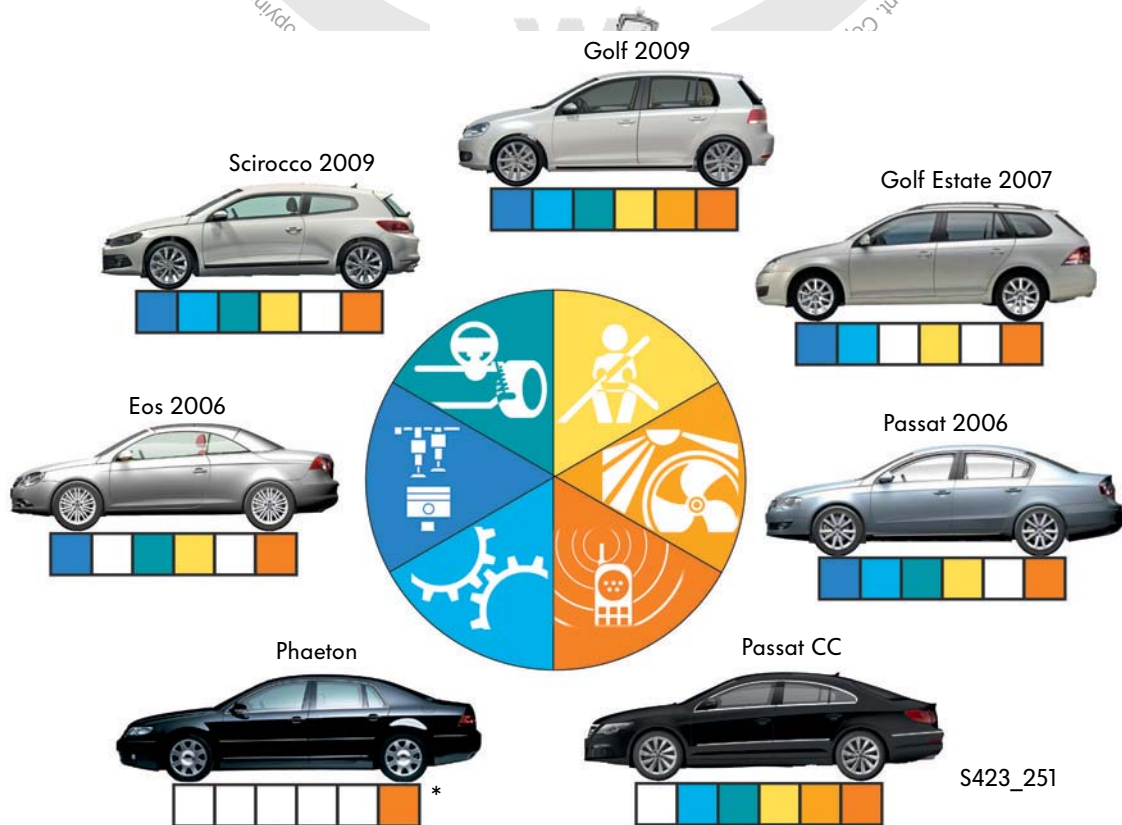 Golf 2009
Scirocco 2009
Golf Estate 2007
Eos 2006
Passat 2006
Phaeton
Passat CC
*
S423_251